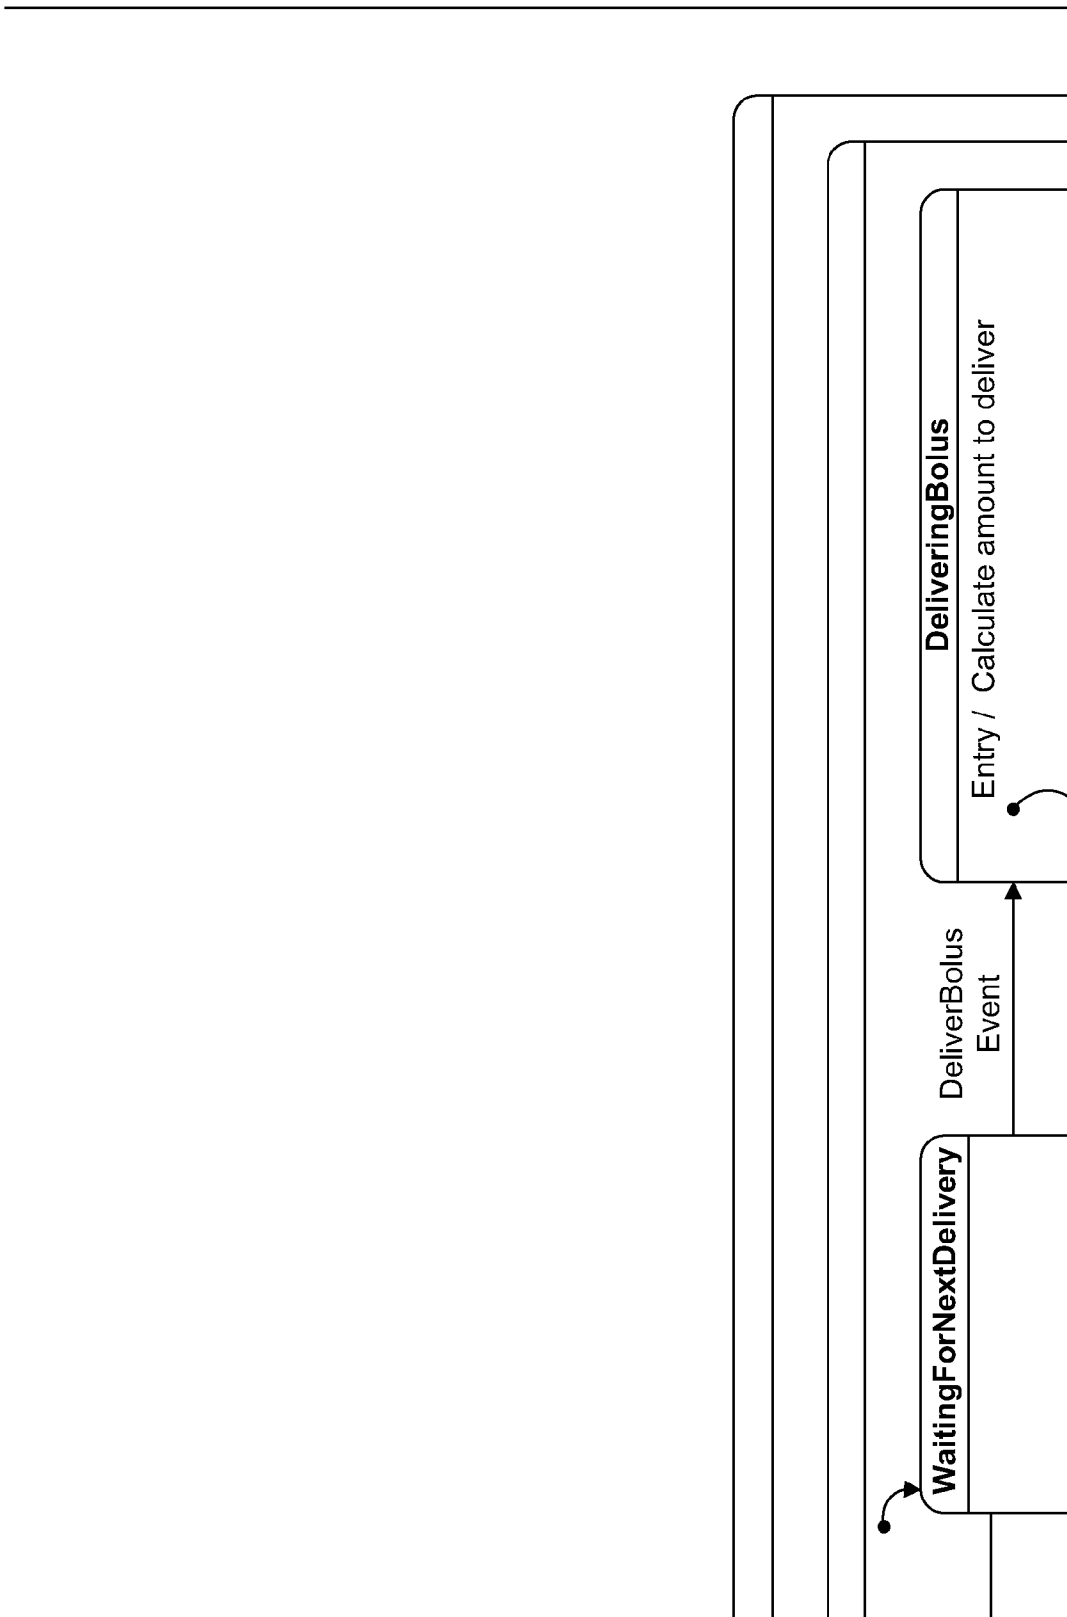 DeliveringBolus
Entry / Calculate amount to deliver
DeliverBolus
Event
WaitingForNextDelivery